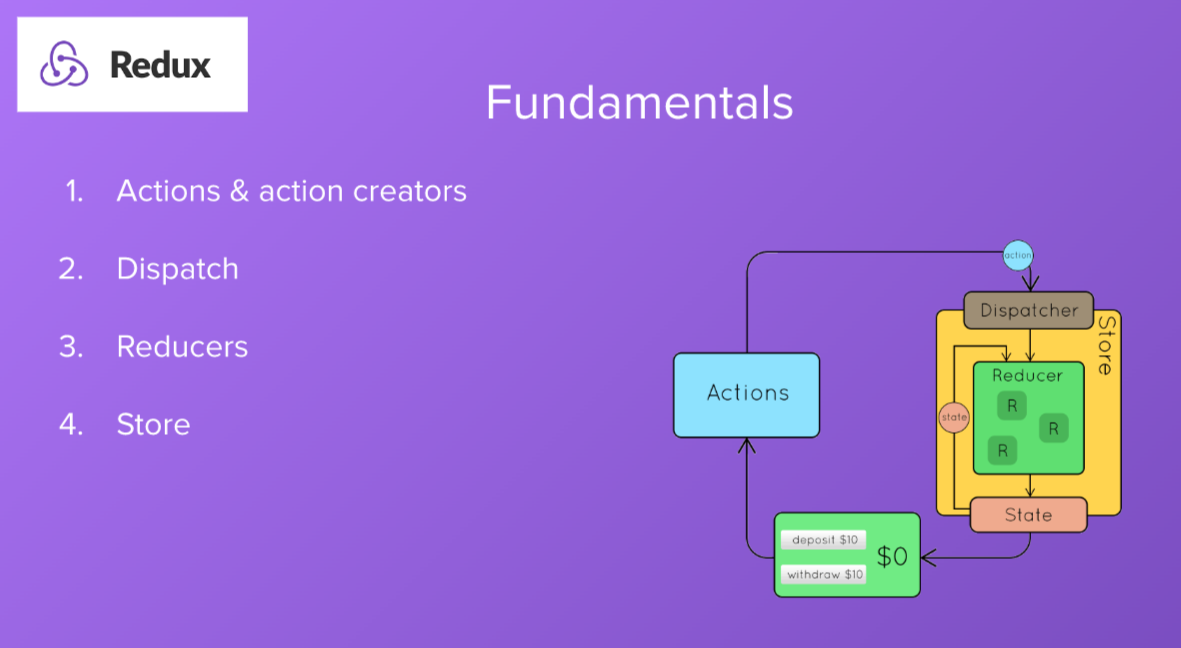 Redux
Fundamentals
1. Actions & action creators
2. Dispatch
3. Reducers
4. Store
action
Dispatcher
Store
Reducer
R
R
R
state
State
Actions
deposit $10
withdraw $10
$0